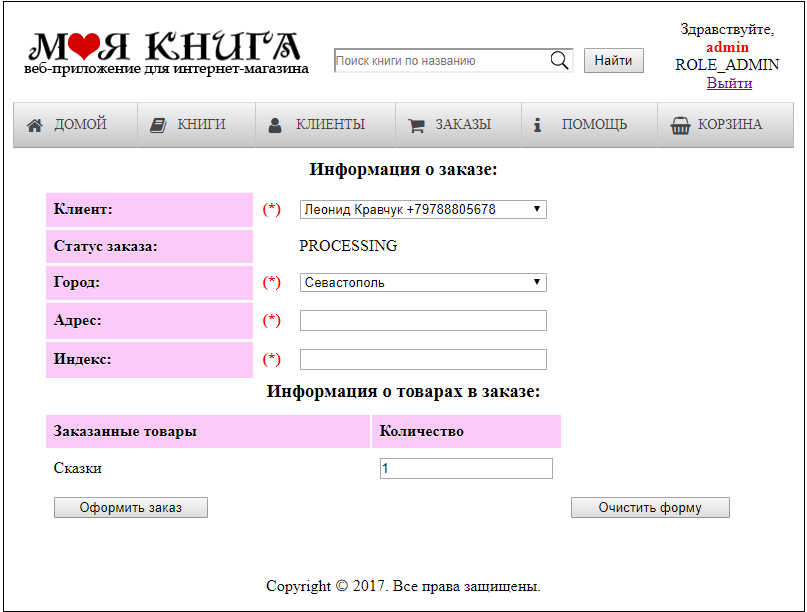 МОЯ КНИГА
веб-приложение для интернет-магазина
Поиск книги по названию
Найти
Здравствуйте,
admin
ROLE_ADMIN
Выйти
ДОМОЙ КНИГИ КЛИЕНТЫ ЗАКАЗЫ ПОМОЩЬ КОРЗИНА
Информация о заказе:
Клиент: (*) Леонид Кравчук +79788805678
Статус заказа: PROCESSING
Город: (*) Севастополь
Адрес: (*)
Индекс: (*)
Информация о товарах в заказе:
Заказанные товары Количество
Сказки 1
Оформить заказ Очистить форму
Copyright © 2017. Все права защищены.